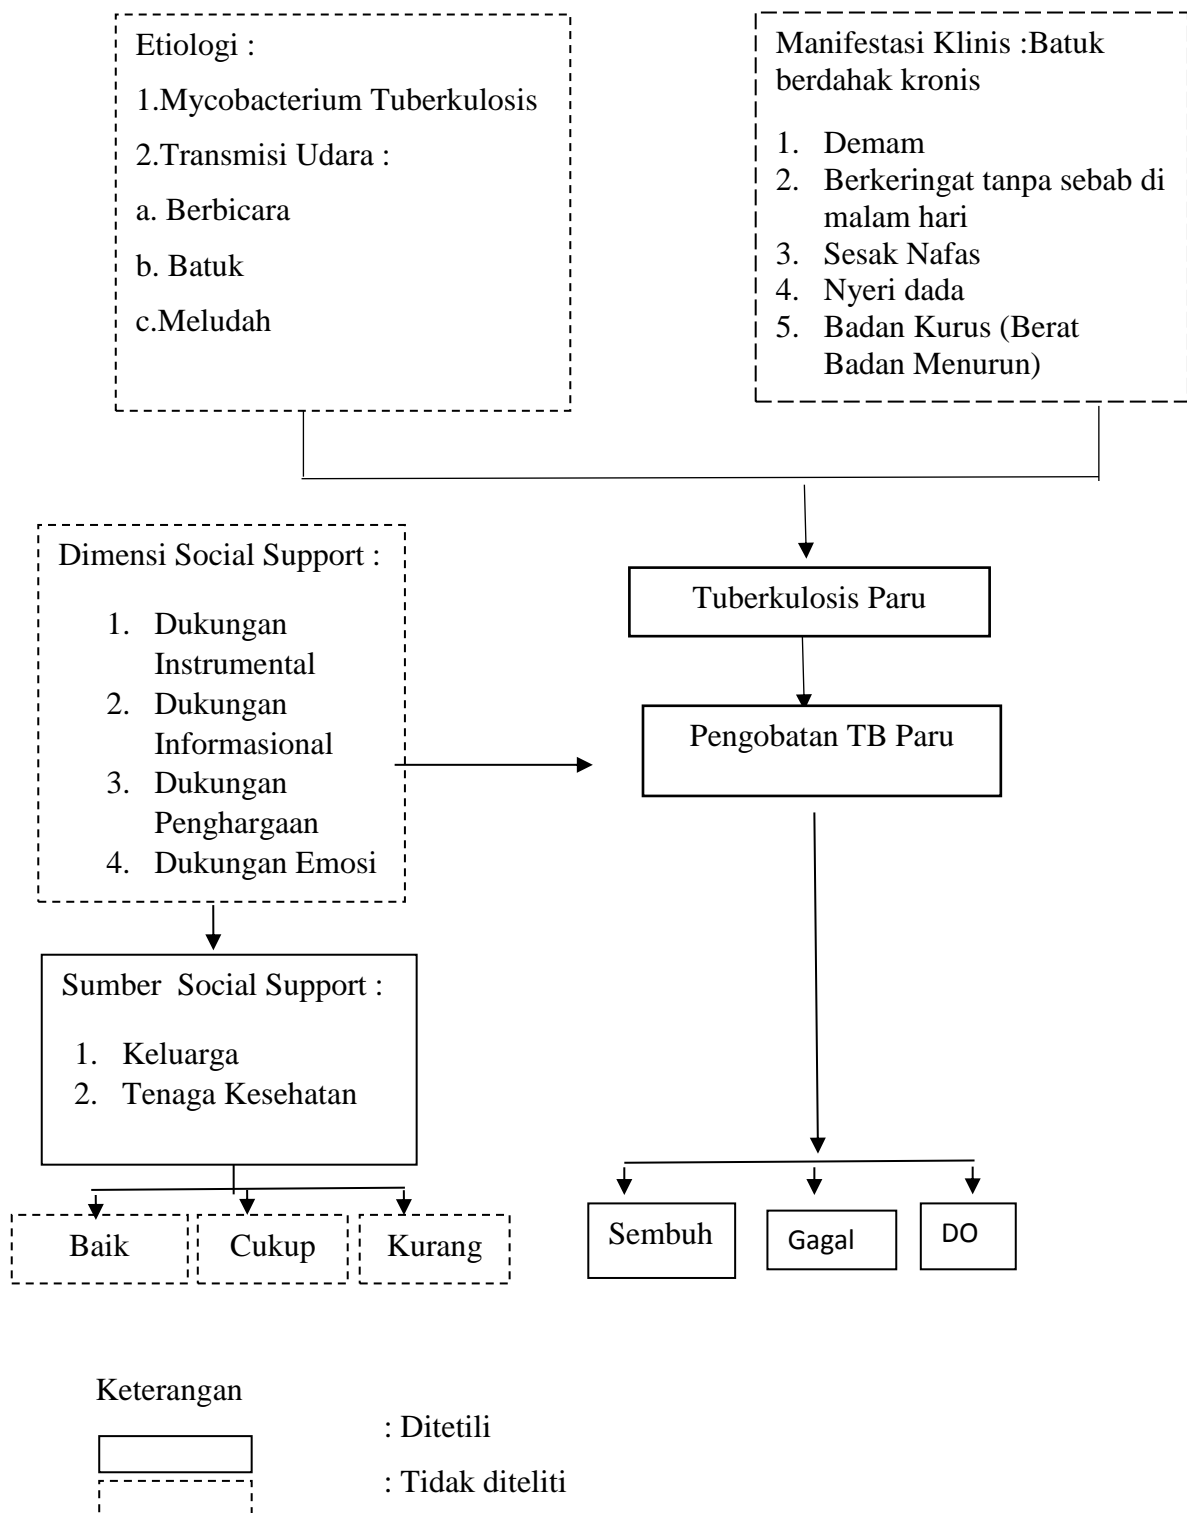 Etiologi :
1.Mycobacterium Tuberkulosis
2.Transmisi Udara :
a. Berbicara
b. Batuk
c.Meludah
Manifestasi Klinis :Batuk
berdahak kronis
1. Demam
2. Berkeringat tanpa sebab di
malam hari
3. Sesak Nafas
4. Nyeri dada
5. Badan Kurus (Berat
Badan Menurun)
Dimensi Social Support :
1. Dukungan
Instrumental
2. Dukungan
Informasional
3. Dukungan
Penghargaan
4. Dukungan Emosi
Tuberkulosis Paru
Pengobatan TB Paru
Sumber Social Support :
1. Keluarga
2. Tenaga Kesehatan
Baik
Cukup
Kurang
Sembuh
Gagal
DO
Keterangan
: Ditetili
: Tidak diteliti